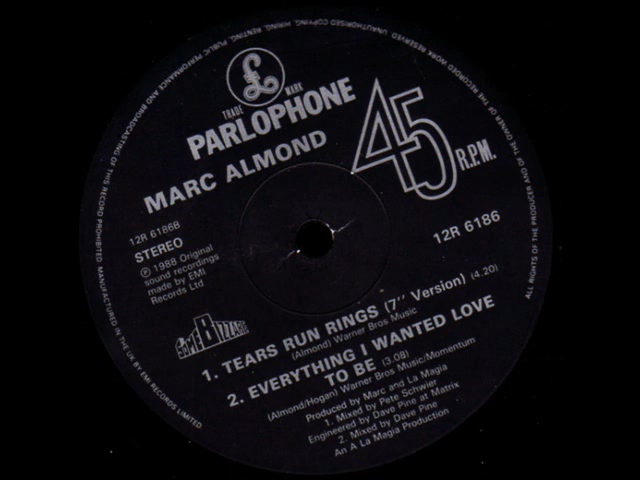 £
TRADE MARK
PARLOPHONE
45 R.P.M.
MARC ALMOND
12R 6186B
STEREO
12R 6186
℗ 1988 Original
sound recordings
made by EMI
Records Ltd
SOME BIZZARE
1. TEARS RUN RINGS (7'' Version) (4.20)
(Almond) Warner Bros Music
2. EVERYTHING I WANTED LOVE
TO BE (3.08)
(Almond/Hogan) Warner Bros Music/Momentum
Produced by Marc and La Magia
1. Mixed by Pete Schwier
Engineered by Dave Pine at Matrix
2. Mixed by Dave Pine
An A La Magia Production
ALL RIGHTS OF THE PRODUCER AND OF THE OWNER OF THE RECORDED WORK RESERVED UNAUTHORISED COPYING, HIRING, RENTING, PUBLIC PERFORMANCE AND BROADCASTING OF THIS RECORD PROHIBITED MANUFACTURED IN THE UK BY EMI RECORDS LIMITED